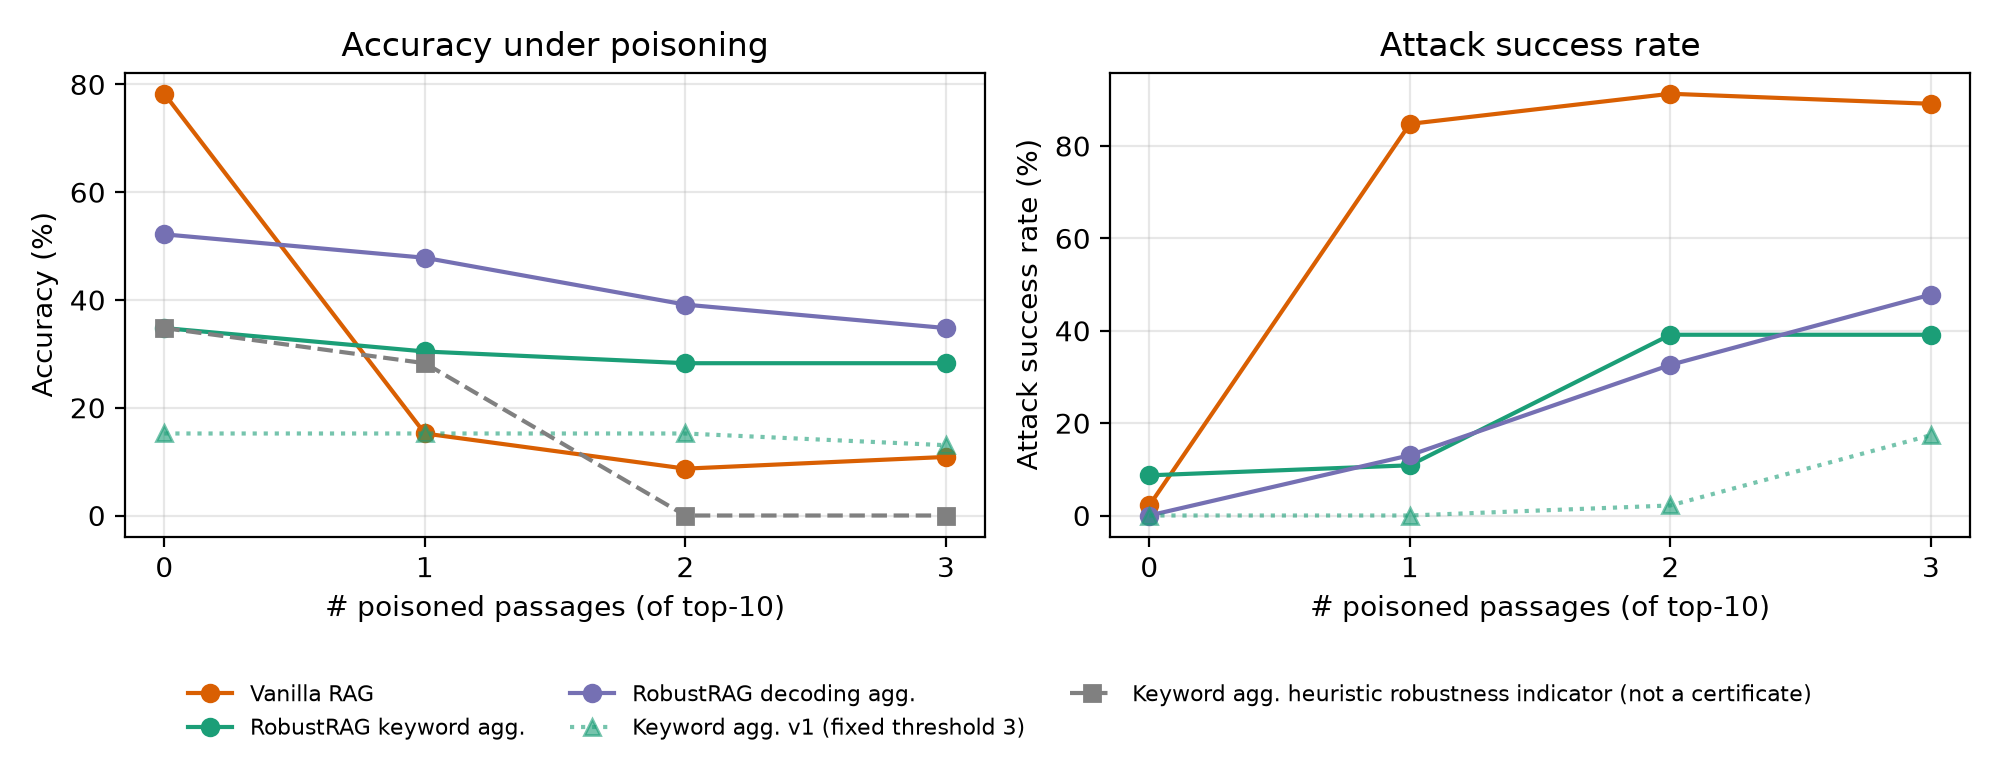 Accuracy under poisoning
Accuracy (%)
80
60
40
20
0
0 1 2 3
# poisoned passages (of top-10)
Attack success rate
Attack success rate (%)
80
60
40
20
0
0 1 2 3
# poisoned passages (of top-10)
Vanilla RAG
RobustRAG keyword agg.
RobustRAG decoding agg.
Keyword agg. v1 (fixed threshold 3)
Keyword agg. heuristic robustness indicator (not a certificate)